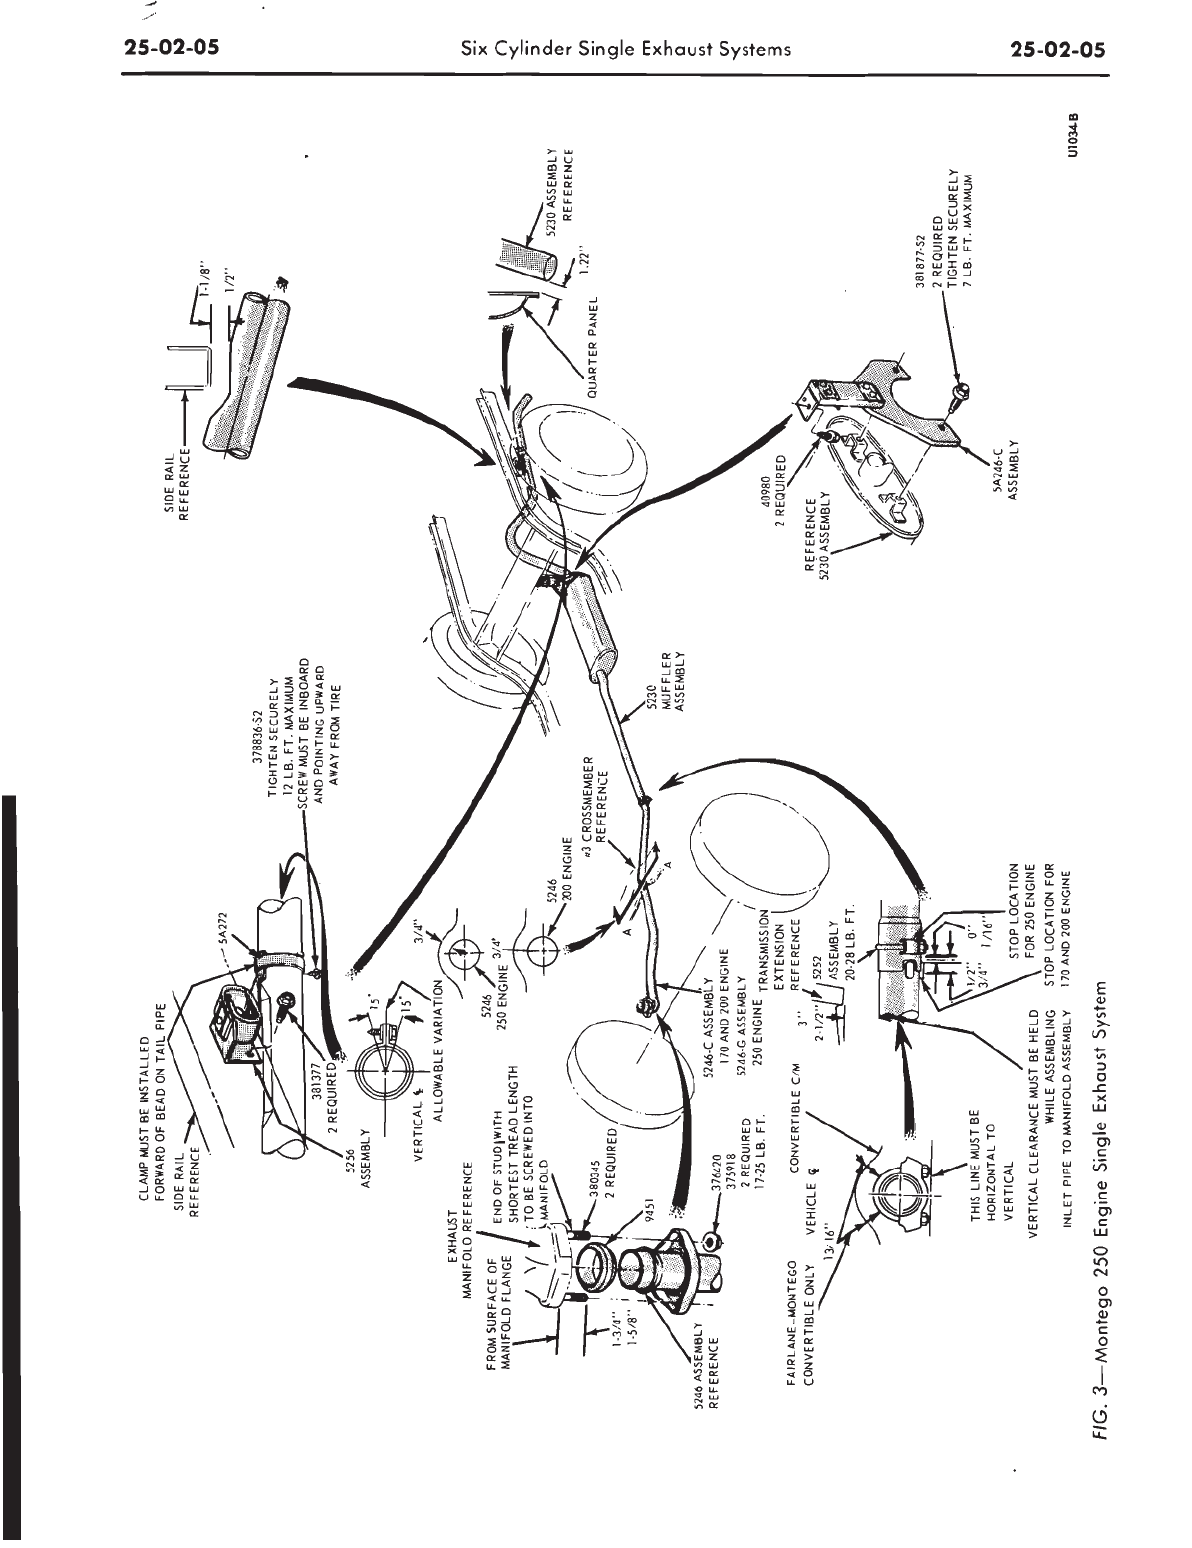 25-02-05
Six Cylinder Single Exhaust Systems
25-02-05
U1034-B
SIDE RAIL
REFERENCE
1-1/8"
1/2"
5230 ASSEMBLY
REFERENCE
1.22"
QUARTER PANEL
381877-S2
2 REQUIRED
TIGHTEN SECURELY
7 LB. FT. MAXIMUM
40980
2 REQUIRED
REFERENCE
5230 ASSEMBLY
5A246-C
ASSEMBLY
378836-S2
TIGHTEN SECURELY
12 LB. FT. MAXIMUM
SCREW MUST BE INBOARD
AND POINTING UPWARD
AWAY FROM TIRE
5230
MUFFLER
ASSEMBLY
#3 CROSSMEMBER
REFERENCE
5A272
CLAMP MUST BE INSTALLED
FORWARD OF BEAD ON TAIL PIPE
SIDE RAIL
REFERENCE
381377
2 REQUIRED
5256
ASSEMBLY
15°
15°
VERTICAL ℄
ALLOWABLE VARIATION
3/4"
5246
250 ENGINE
3/4"
5246
200 ENGINE
A
A
5246-C ASSEMBLY
170 AND 200 ENGINE
5246-G ASSEMBLY
250 ENGINE
TRANSMISSION
EXTENSION
REFERENCE
3"
2-1/2"
5252
ASSEMBLY
20-28 LB. FT.
0"
1/16"
1/2"
3/4"
STOP LOCATION
FOR 250 ENGINE
STOP LOCATION FOR
170 AND 200 ENGINE
EXHAUST
MANIFOLD REFERENCE
FROM SURFACE OF
MANIFOLD FLANGE
END OF STUD WITH
SHORTEST TREAD LENGTH
TO BE SCREWED INTO
MANIFOLD
380345
2 REQUIRED
9451
1-3/4"
1-5/8"
376420
375918
2 REQUIRED
17-25 LB. FT.
5246 ASSEMBLY
REFERENCE
FAIRLANE-MONTEGO
CONVERTIBLE ONLY
VEHICLE ℄
CONVERTIBLE C/M
13/16"
THIS LINE MUST BE
HORIZONTAL TO
VERTICAL
VERTICAL CLEARANCE MUST BE HELD
WHILE ASSEMBLING
INLET PIPE TO MANIFOLD ASSEMBLY
FIG. 3—Montego 250 Engine Single Exhaust System